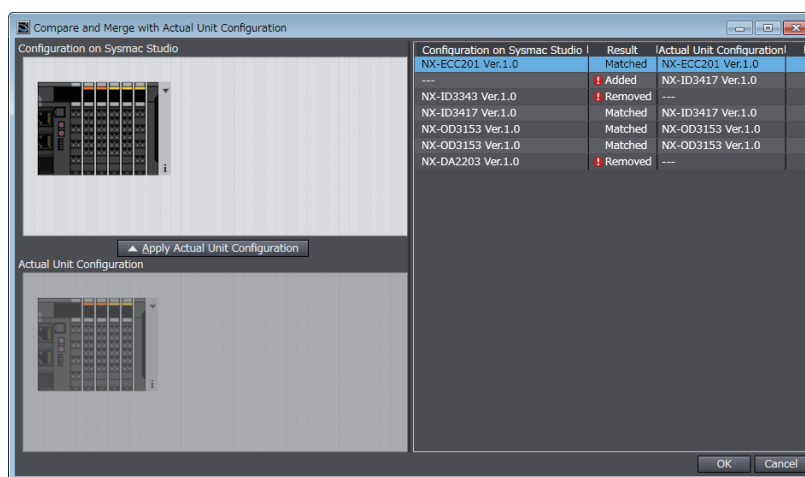 Compare and Merge with Actual Unit Configuration
Configuration on Sysmac Studio
Apply Actual Unit Configuration
Actual Unit Configuration
Configuration on Sysmac Studio Result Actual Unit Configuration
NX-ECC201 Ver.1.0 Matched NX-ECC201 Ver.1.0
--- Added NX-ID3417 Ver.1.0
NX-ID3343 Ver.1.0 Removed ---
NX-ID3417 Ver.1.0 Matched NX-ID3417 Ver.1.0
NX-OD3153 Ver.1.0 Matched NX-OD3153 Ver.1.0
NX-OD3153 Ver.1.0 Matched NX-OD3153 Ver.1.0
NX-DA2203 Ver.1.0 Removed ---
OK Cancel